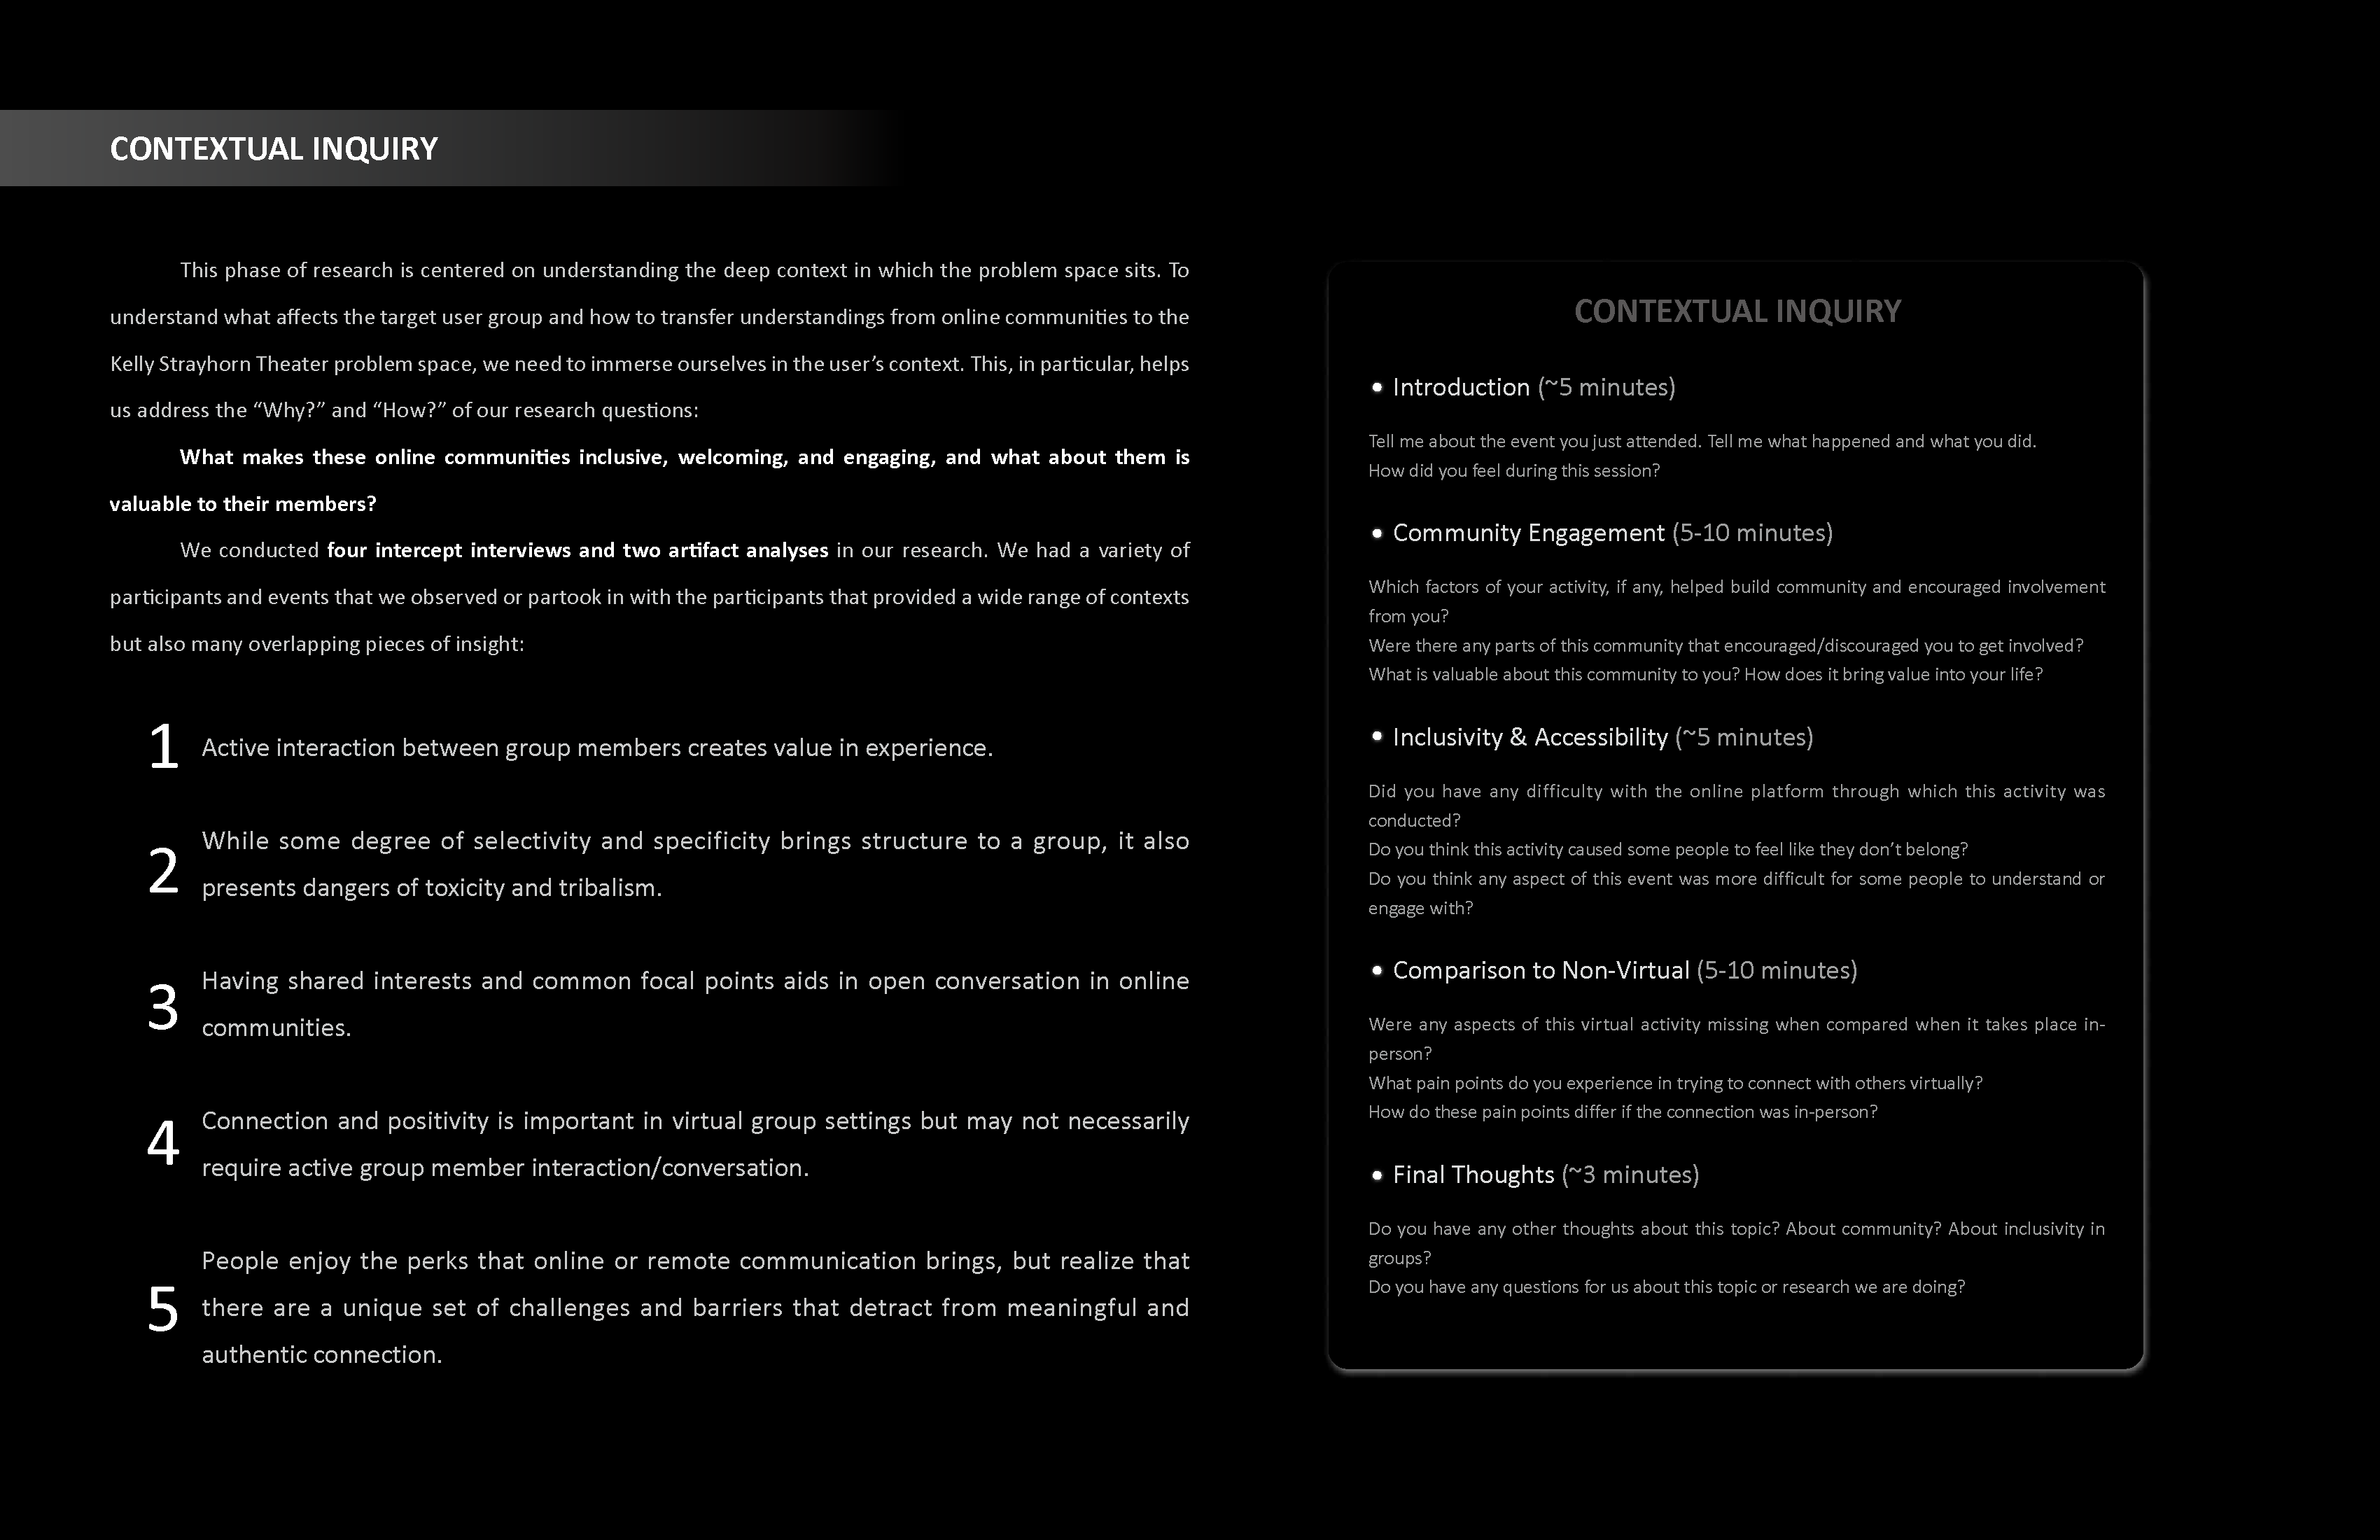 CONTEXTUAL INQUIRY
This phase of research is centered on understanding the deep context in which the problem space sits. To
understand what affects the target user group and how to transfer understandings from online communities to the
Kelly Strayhorn Theater problem space, we need to immerse ourselves in the user’s context. This, in particular, helps
us address the “Why?” and “How?” of our research questions:
What makes these online communities inclusive, welcoming, and engaging, and what about them is
valuable to their members?
We conducted four intercept interviews and two artifact analyses in our research. We had a variety of
participants and events that we observed or partook in with the participants that provided a wide range of contexts
but also many overlapping pieces of insight:
1 Active interaction between group members creates value in experience.
2 While some degree of selectivity and specificity brings structure to a group, it also
presents dangers of toxicity and tribalism.
3 Having shared interests and common focal points aids in open conversation in online
communities.
4 Connection and positivity is important in virtual group settings but may not necessarily
require active group member interaction/conversation.
5 People enjoy the perks that online or remote communication brings, but realize that
there are a unique set of challenges and barriers that detract from meaningful and
authentic connection.
CONTEXTUAL INQUIRY
• Introduction (~5 minutes)
Tell me about the event you just attended. Tell me what happened and what you did.
How did you feel during this session?
• Community Engagement (5-10 minutes)
Which factors of your activity, if any, helped build community and encouraged involvement
from you?
Were there any parts of this community that encouraged/discouraged you to get involved?
What is valuable about this community to you? How does it bring value into your life?
• Inclusivity & Accessibility (~5 minutes)
Did you have any difficulty with the online platform through which this activity was
conducted?
Do you think this activity caused some people to feel like they don’t belong?
Do you think any aspect of this event was more difficult for some people to understand or
engage with?
• Comparison to Non-Virtual (5-10 minutes)
Were any aspects of this virtual activity missing when compared when it takes place in-
person?
What pain points do you experience in trying to connect with others virtually?
How do these pain points differ if the connection was in-person?
• Final Thoughts (~3 minutes)
Do you have any other thoughts about this topic? About community? About inclusivity in
groups?
Do you have any questions for us about this topic or research we are doing?